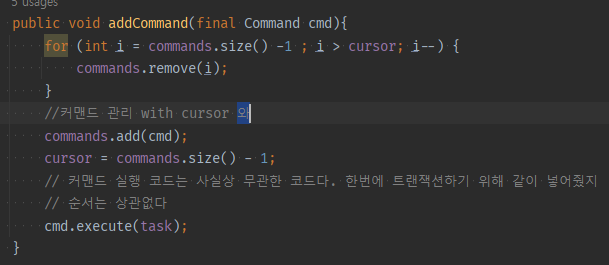 5 usages
public void addCommand(final Command cmd){
for (int i = commands.size() -1 ; i > cursor; i--) {
commands.remove(i);
}
//커맨드 관리 with cursor 와
commands.add(cmd);
cursor = commands.size() - 1;
// 커맨드 실행 코드는 사실상 무관한 코드다. 한번에 트랜잭션하기 위해 같이 넣어줬지
// 순서는 상관없다
cmd.execute(task);
}